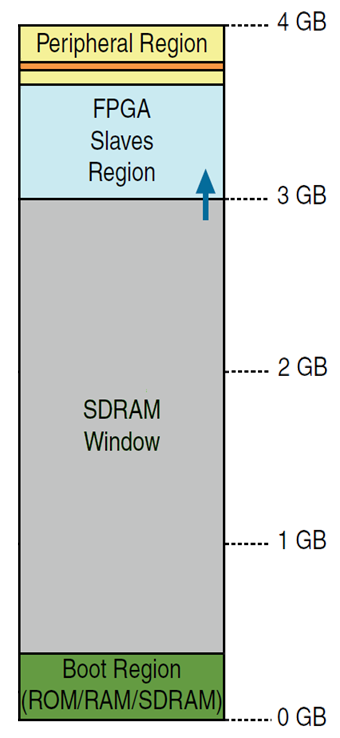 4 GB
Peripheral Region
FPGA
Slaves
Region
3 GB
2 GB
SDRAM
Window
1 GB
Boot Region
(ROM/RAM/SDRAM)
0 GB